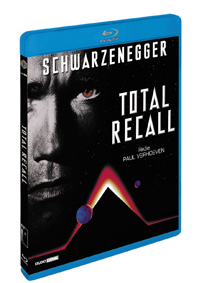 SCHWARZENEGGER
TOTAL
RECALL
Režie
PAUL VERHOEVEN
TOTAL RECALL